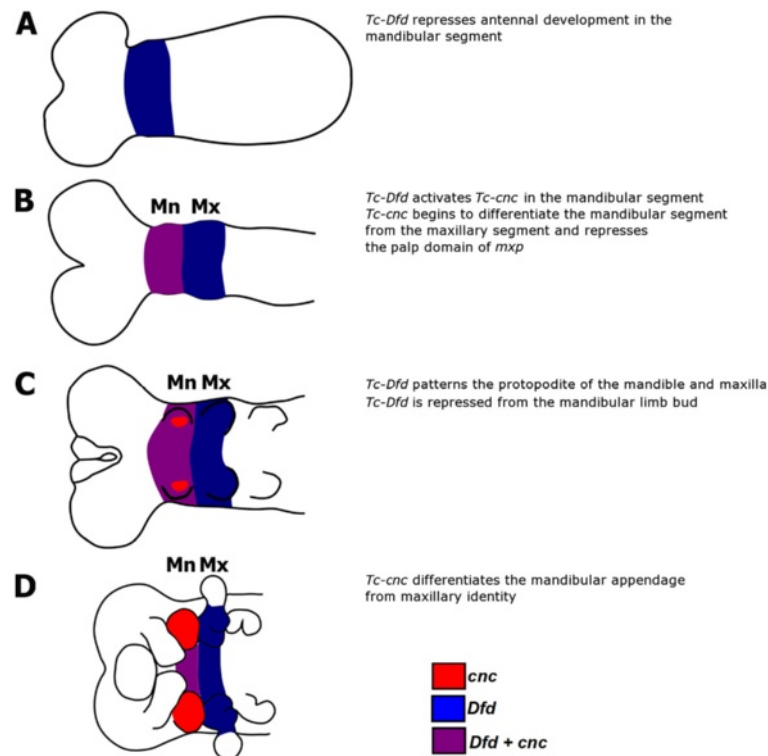 A
Tc-Dfd represses antennal development in the
mandibular segment
B
Mn Mx
Tc-Dfd activates Tc-cnc in the mandibular segment
Tc-cnc begins to differentiate the mandibular segment
from the maxillary segment and represses
the palp domain of mxp
C
Mn Mx
Tc-Dfd patterns the protopodite of the mandible and maxilla
Tc-Dfd is repressed from the mandibular limb bud
D
Mn Mx
Tc-cnc differentiates the mandibular appendage
from maxillary identity
cnc
Dfd
Dfd + cnc